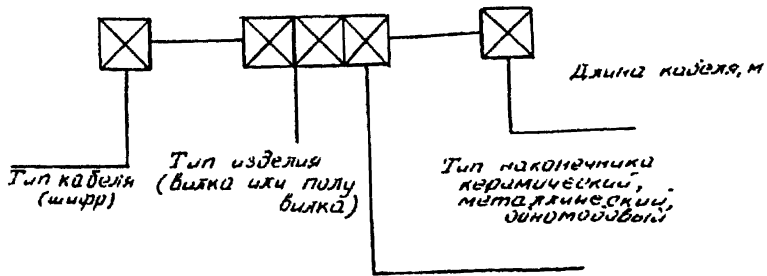 Длина кабеля, м
Тип кабеля
(шифр)
Тип изделия
(вилка или полу
вилка)
Тип наконечника
керамический,
металлический,
одномодовый